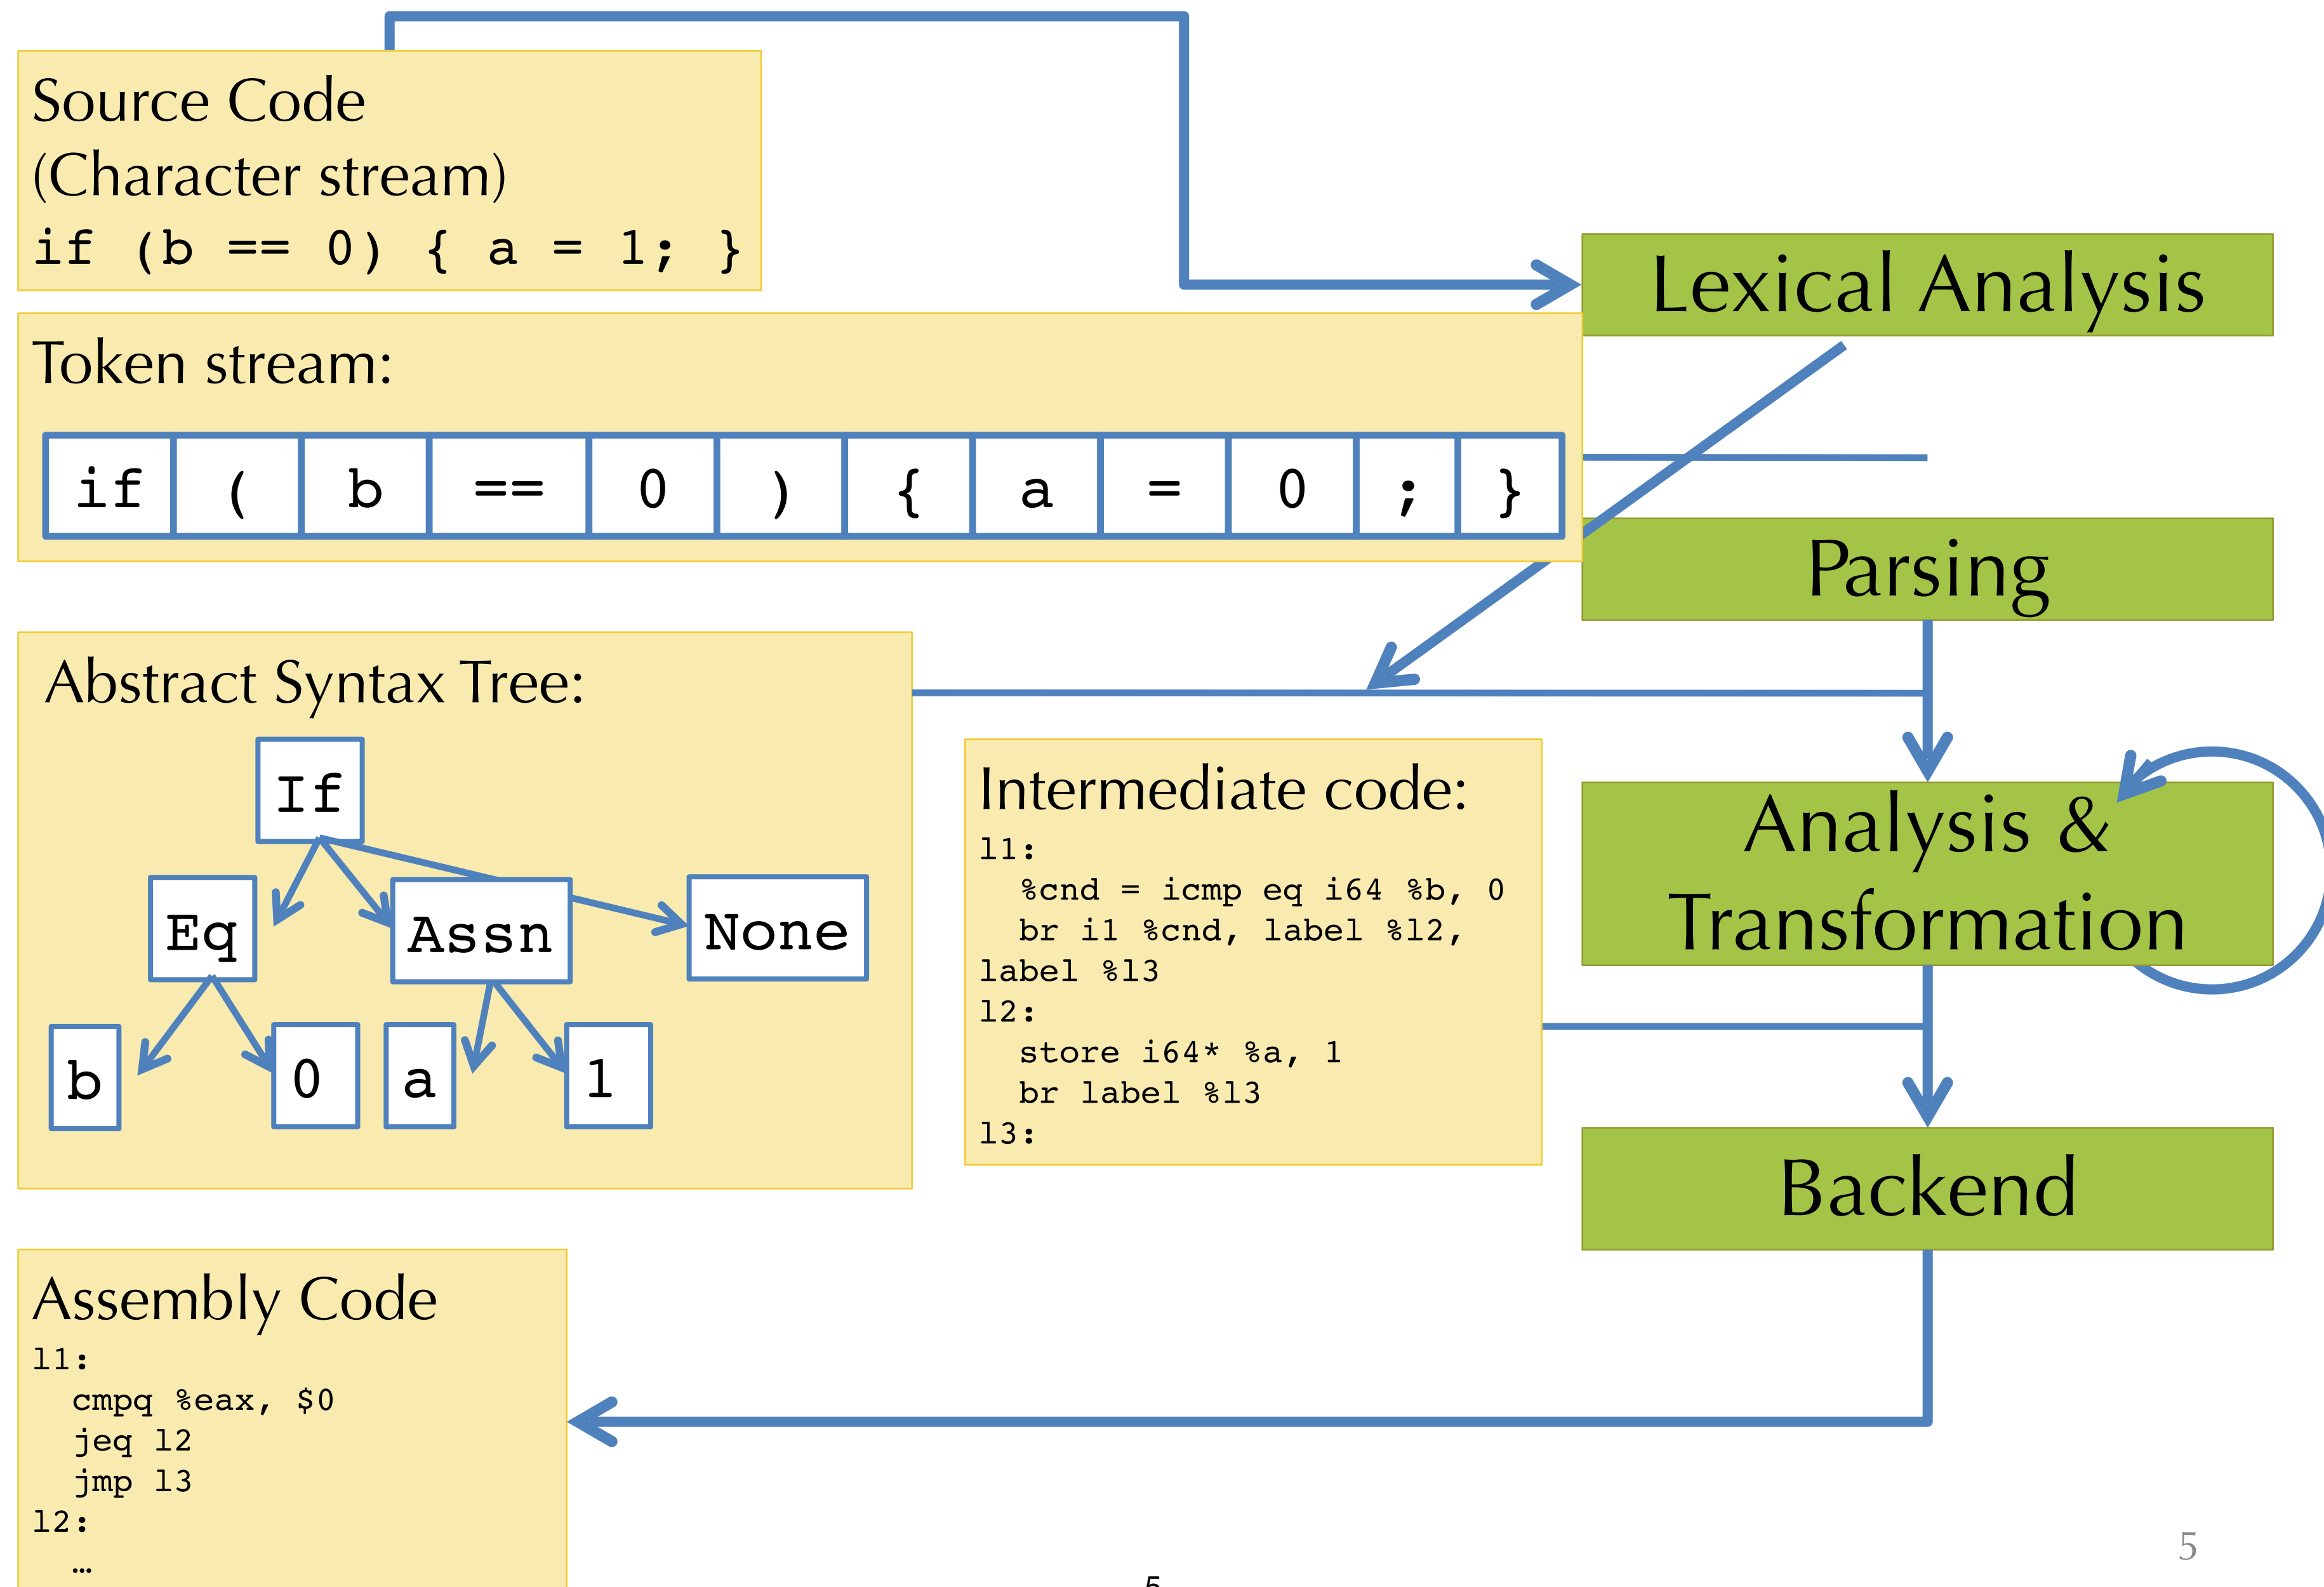 Source Code
(Character stream)
if (b == 0) { a = 1; }
Lexical Analysis
Token stream:
if ( b == 0 ) { a = 0 ; }
Parsing
Abstract Syntax Tree:
If
Eq Assn None
b 0 a 1
Intermediate code:
l1:
%cnd = icmp eq i64 %b, 0
br i1 %cnd, label %l2,
label %l3
l2:
store i64* %a, 1
br label %l3
l3:
Analysis &
Transformation
Backend
Assembly Code
l1:
cmpq %eax, $0
jeq l2
jmp l3
l2:
…
5
5